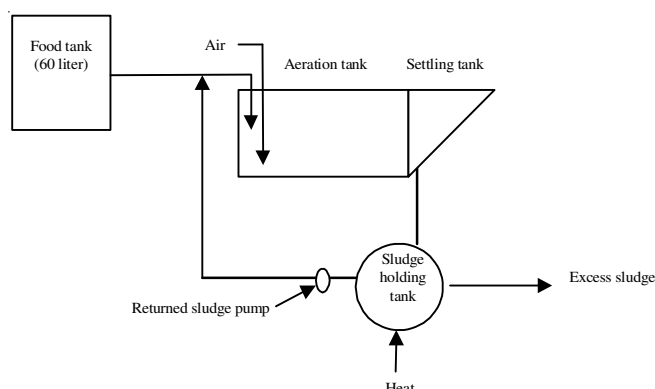 Food tank
(60 liter)
Air
Aeration tank
Settling tank
Sludge
holding
tank
Excess sludge
Returned sludge pump
Heat